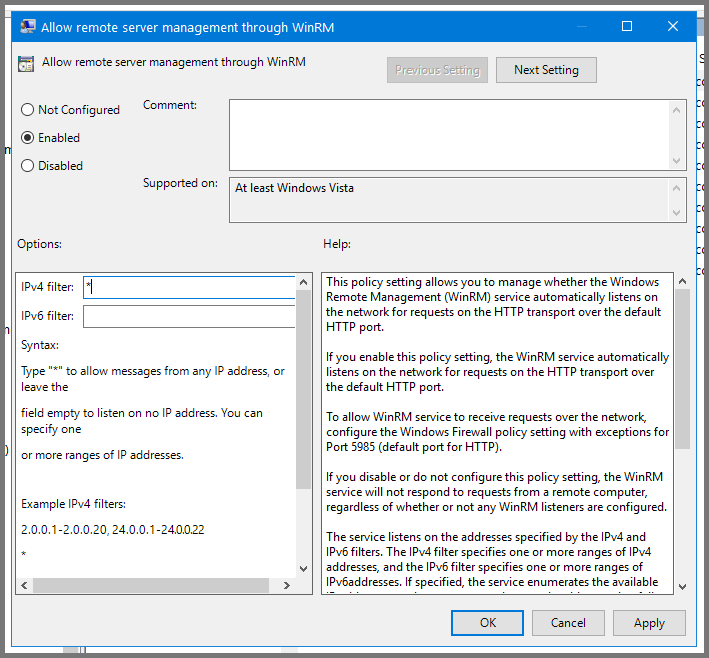 Allow remote server management through WinRM
Allow remote server management through WinRM
Previous Setting
Next Setting
Not Configured
Enabled
Disabled
Comment:
Supported on:
At least Windows Vista
Options:
Help:
IPv4 filter:
*
IPv6 filter:
Syntax:
Type "*" to allow messages from any IP address, or
leave the
field empty to listen on no IP address. You can
specify one
or more ranges of IP addresses.
Example IPv4 filters:
2.0.0.1-2.0.0.20, 24.0.0.1-24.0.0.22
*
This policy setting allows you to manage whether the Windows
Remote Management (WinRM) service automatically listens on
the network for requests on the HTTP transport over the default
HTTP port.
If you enable this policy setting, the WinRM service automatically
listens on the network for requests on the HTTP transport over
the default HTTP port.
To allow WinRM service to receive requests over the network,
configure the Windows Firewall policy setting with exceptions for
Port 5985 (default port for HTTP).
If you disable or do not configure this policy setting, the WinRM
service will not respond to requests from a remote computer,
regardless of whether or not any WinRM listeners are configured.
The service listens on the addresses specified by the IPv4 and
IPv6 filters. The IPv4 filter specifies one or more ranges of IPv4
addresses, and the IPv6 filter specifies one or more ranges of
IPv6addresses. If specified, the service enumerates the available
OK
Cancel
Apply